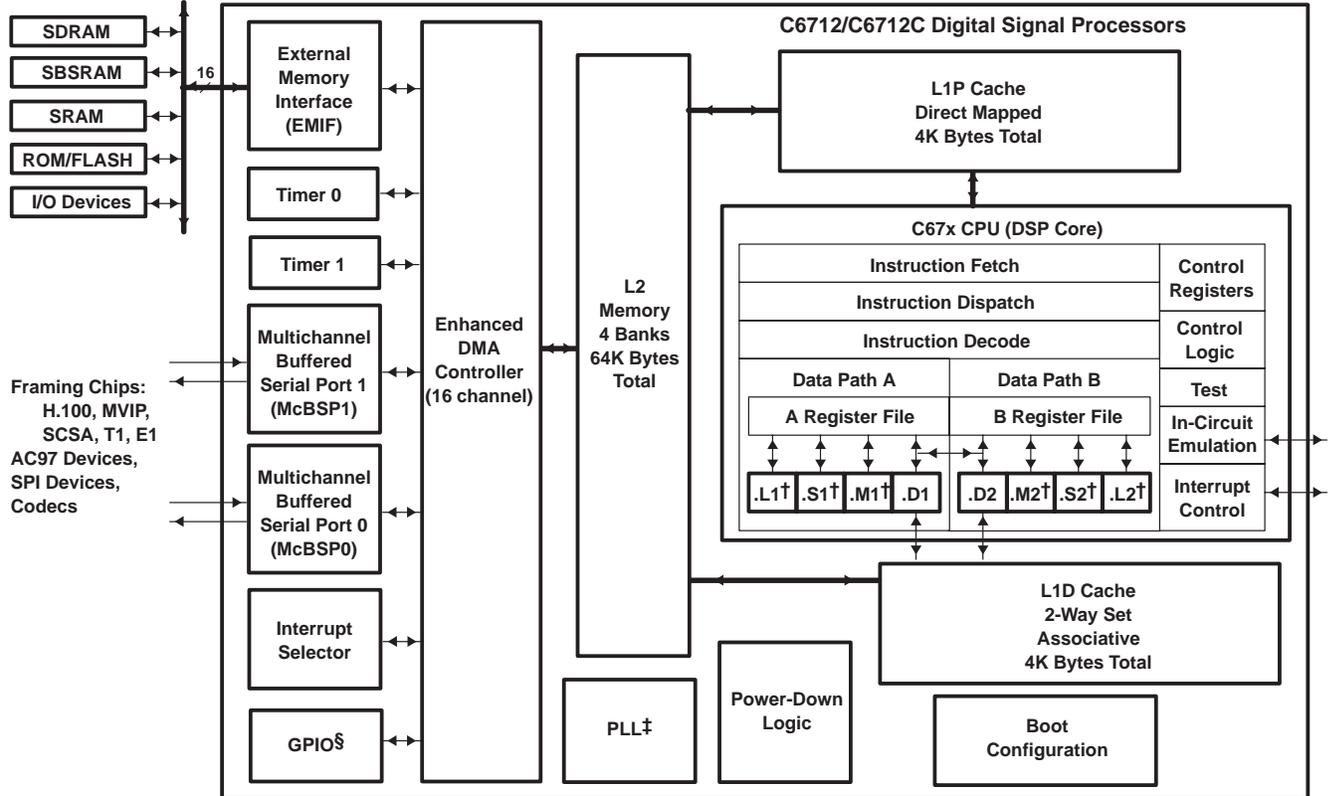 C6712/C6712C Digital Signal Processors
SDRAM
SBSRAM
SRAM
ROM/FLASH
I/O Devices
16
External
Memory
Interface
(EMIF)
Timer 0
Timer 1
Framing Chips:
H.100, MVIP,
SCSA, T1, E1
AC97 Devices,
SPI Devices,
Codecs
Multichannel
Buffered
Serial Port 1
(McBSP1)
Multichannel
Buffered
Serial Port 0
(McBSP0)
Interrupt
Selector
GPIO§
Enhanced
DMA
Controller
(16 channel)
L2
Memory
4 Banks
64K Bytes
Total
L1P Cache
Direct Mapped
4K Bytes Total
C67x CPU (DSP Core)
Instruction Fetch
Instruction Dispatch
Instruction Decode
Data Path A
Data Path B
A Register File
B Register File
.L1†
.S1†
.M1†
.D1
.D2
.M2†
.S2†
.L2†
Control
Registers
Control
Logic
Test
In-Circuit
Emulation
Interrupt
Control
L1D Cache
2-Way Set
Associative
4K Bytes Total
PLL‡
Power-Down
Logic
Boot
Configuration